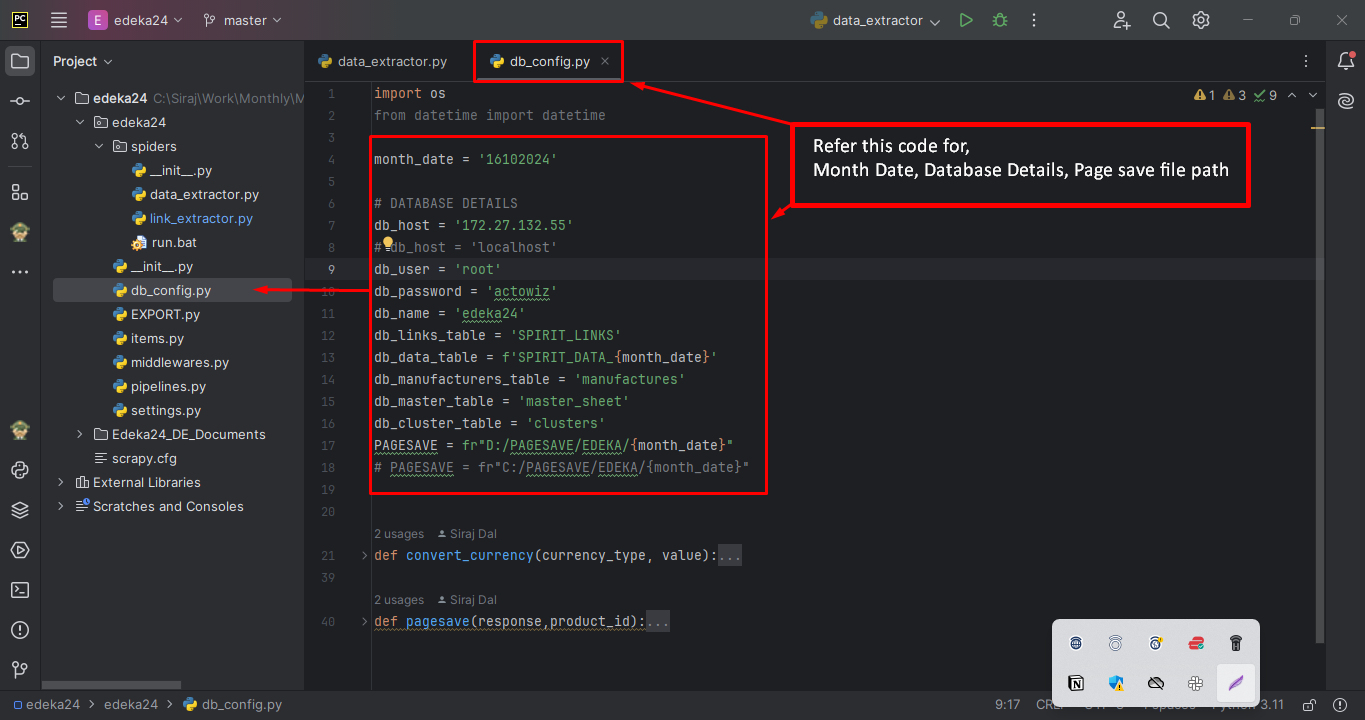 PC
E edeka24
master
data_extractor
Project
data_extractor.py
db_config.py
edeka24 C:\Siraj\Work\Monthly\M
edeka24
spiders
__init__.py
data_extractor.py
link_extractor.py
run.bat
__init__.py
db_config.py
EXPORT.py
items.py
middlewares.py
pipelines.py
settings.py
Edeka24_DE_Documents
scrapy.cfg
External Libraries
Scratches and Consoles
1 3 9
1 import os
2 from datetime import datetime
3
4 month_date = '16102024'
5
6 # DATABASE DETAILS
7 db_host = '172.27.132.55'
8 # db_host = 'localhost'
9 db_user = 'root'
10 db_password = 'actowiz'
11 db_name = 'edeka24'
12 db_links_table = 'SPIRIT_LINKS'
13 db_data_table = f'SPIRIT_DATA_{month_date}'
14 db_manufacturers_table = 'manufactures'
15 db_master_table = 'master_sheet'
16 db_cluster_table = 'clusters'
17 PAGESAVE = fr"D:/PAGESAVE/EDEKA/{month_date}"
18 # PAGESAVE = fr"C:/PAGESAVE/EDEKA/{month_date}"
19
20
2 usages Siraj Dal
21 def convert_currency(currency_type, value):...
39
2 usages Siraj Dal
40 def pagesave(response,product_id):...
Refer this code for,
Month Date, Database Details, Page save file path
N
edeka24 > edeka24 > db_config.py
9:17 3.11